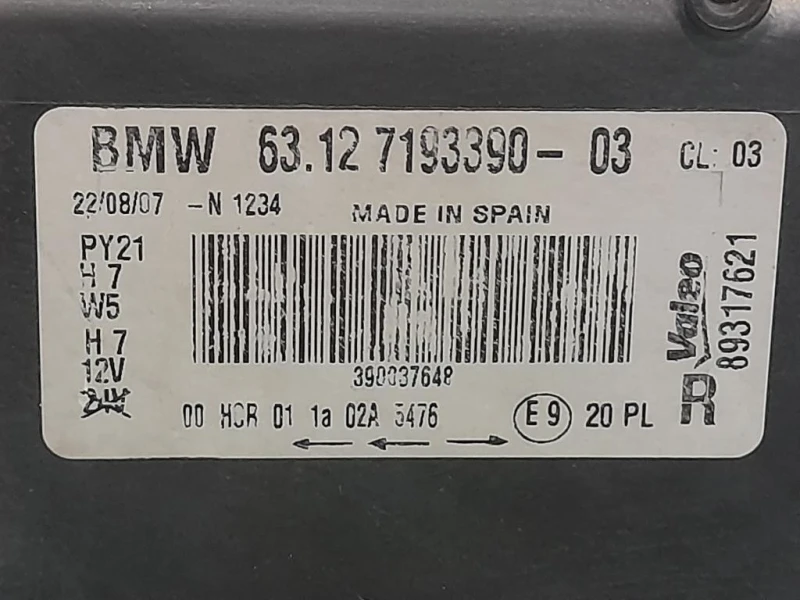 BMW 63.12 7193390- 03 CL: 03
22/08/07 -N 1234 MADE IN SPAIN
PY21
H 7
W5
H 7
12V
24V
390037648
00 HCR 01 1a 02A 5476 E9 20 PL
R
Valeo
89317621